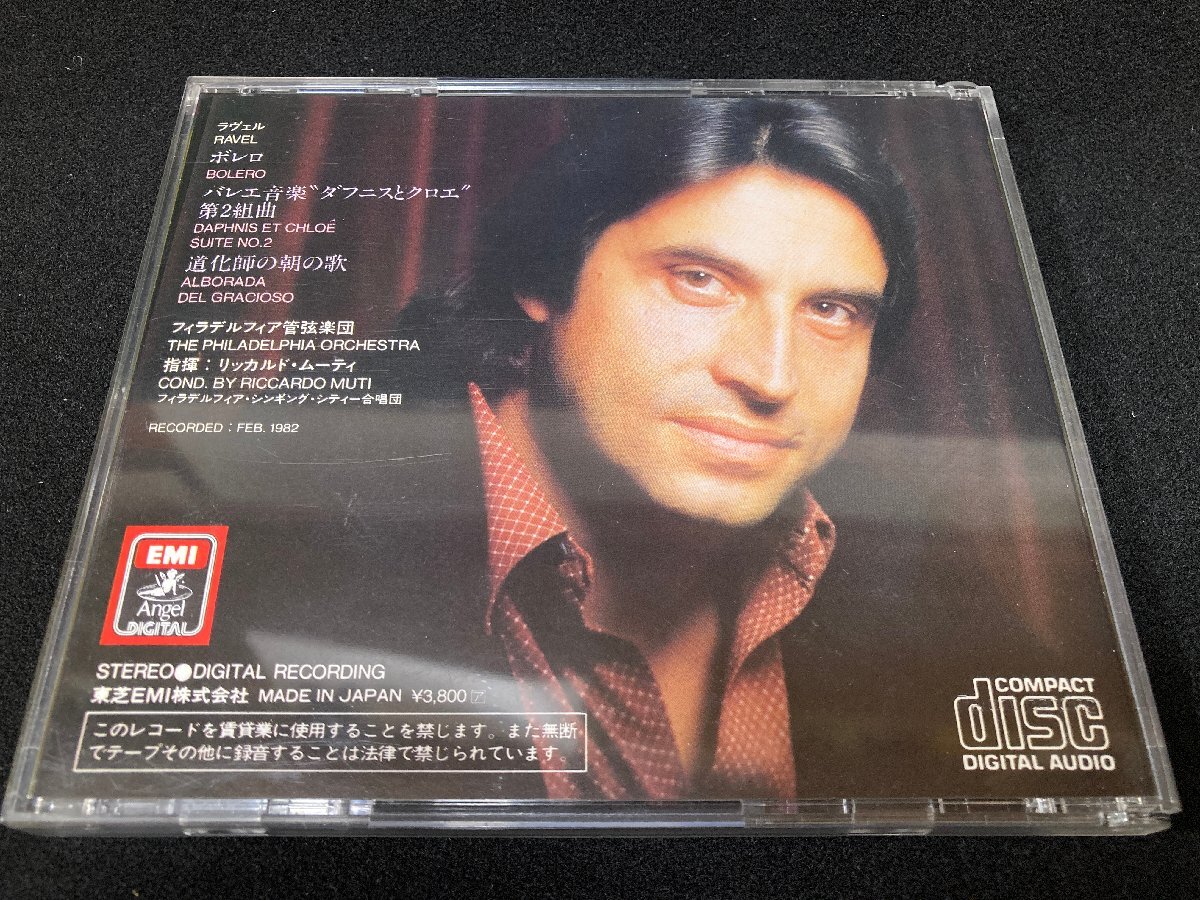 ラヴェル
RAVEL
ボレロ
BOLERO
バレエ音楽“ダフニスとクロエ”
第2組曲
DAPHNIS ET CHLOÉ
SUITE NO.2
道化師の朝の歌
ALBORADA
DEL GRACIOSO
フィラデルフィア管弦楽団
THE PHILADELPHIA ORCHESTRA
指揮：リッカルド・ムーティ
COND. BY RICCARDO MUTI
フィラデルフィア・シンギング・シティー合唱団
RECORDED : FEB. 1982
EMI
Angel
DIGITAL
STEREO●DIGITAL RECORDING
東芝EMI株式会社 MADE IN JAPAN ¥3,800 ア
このレコードを賃貸業に使用することを禁じます。また無断
でテープその他に録音することは法律で禁じられています。
COMPACT
disc
DIGITAL AUDIO